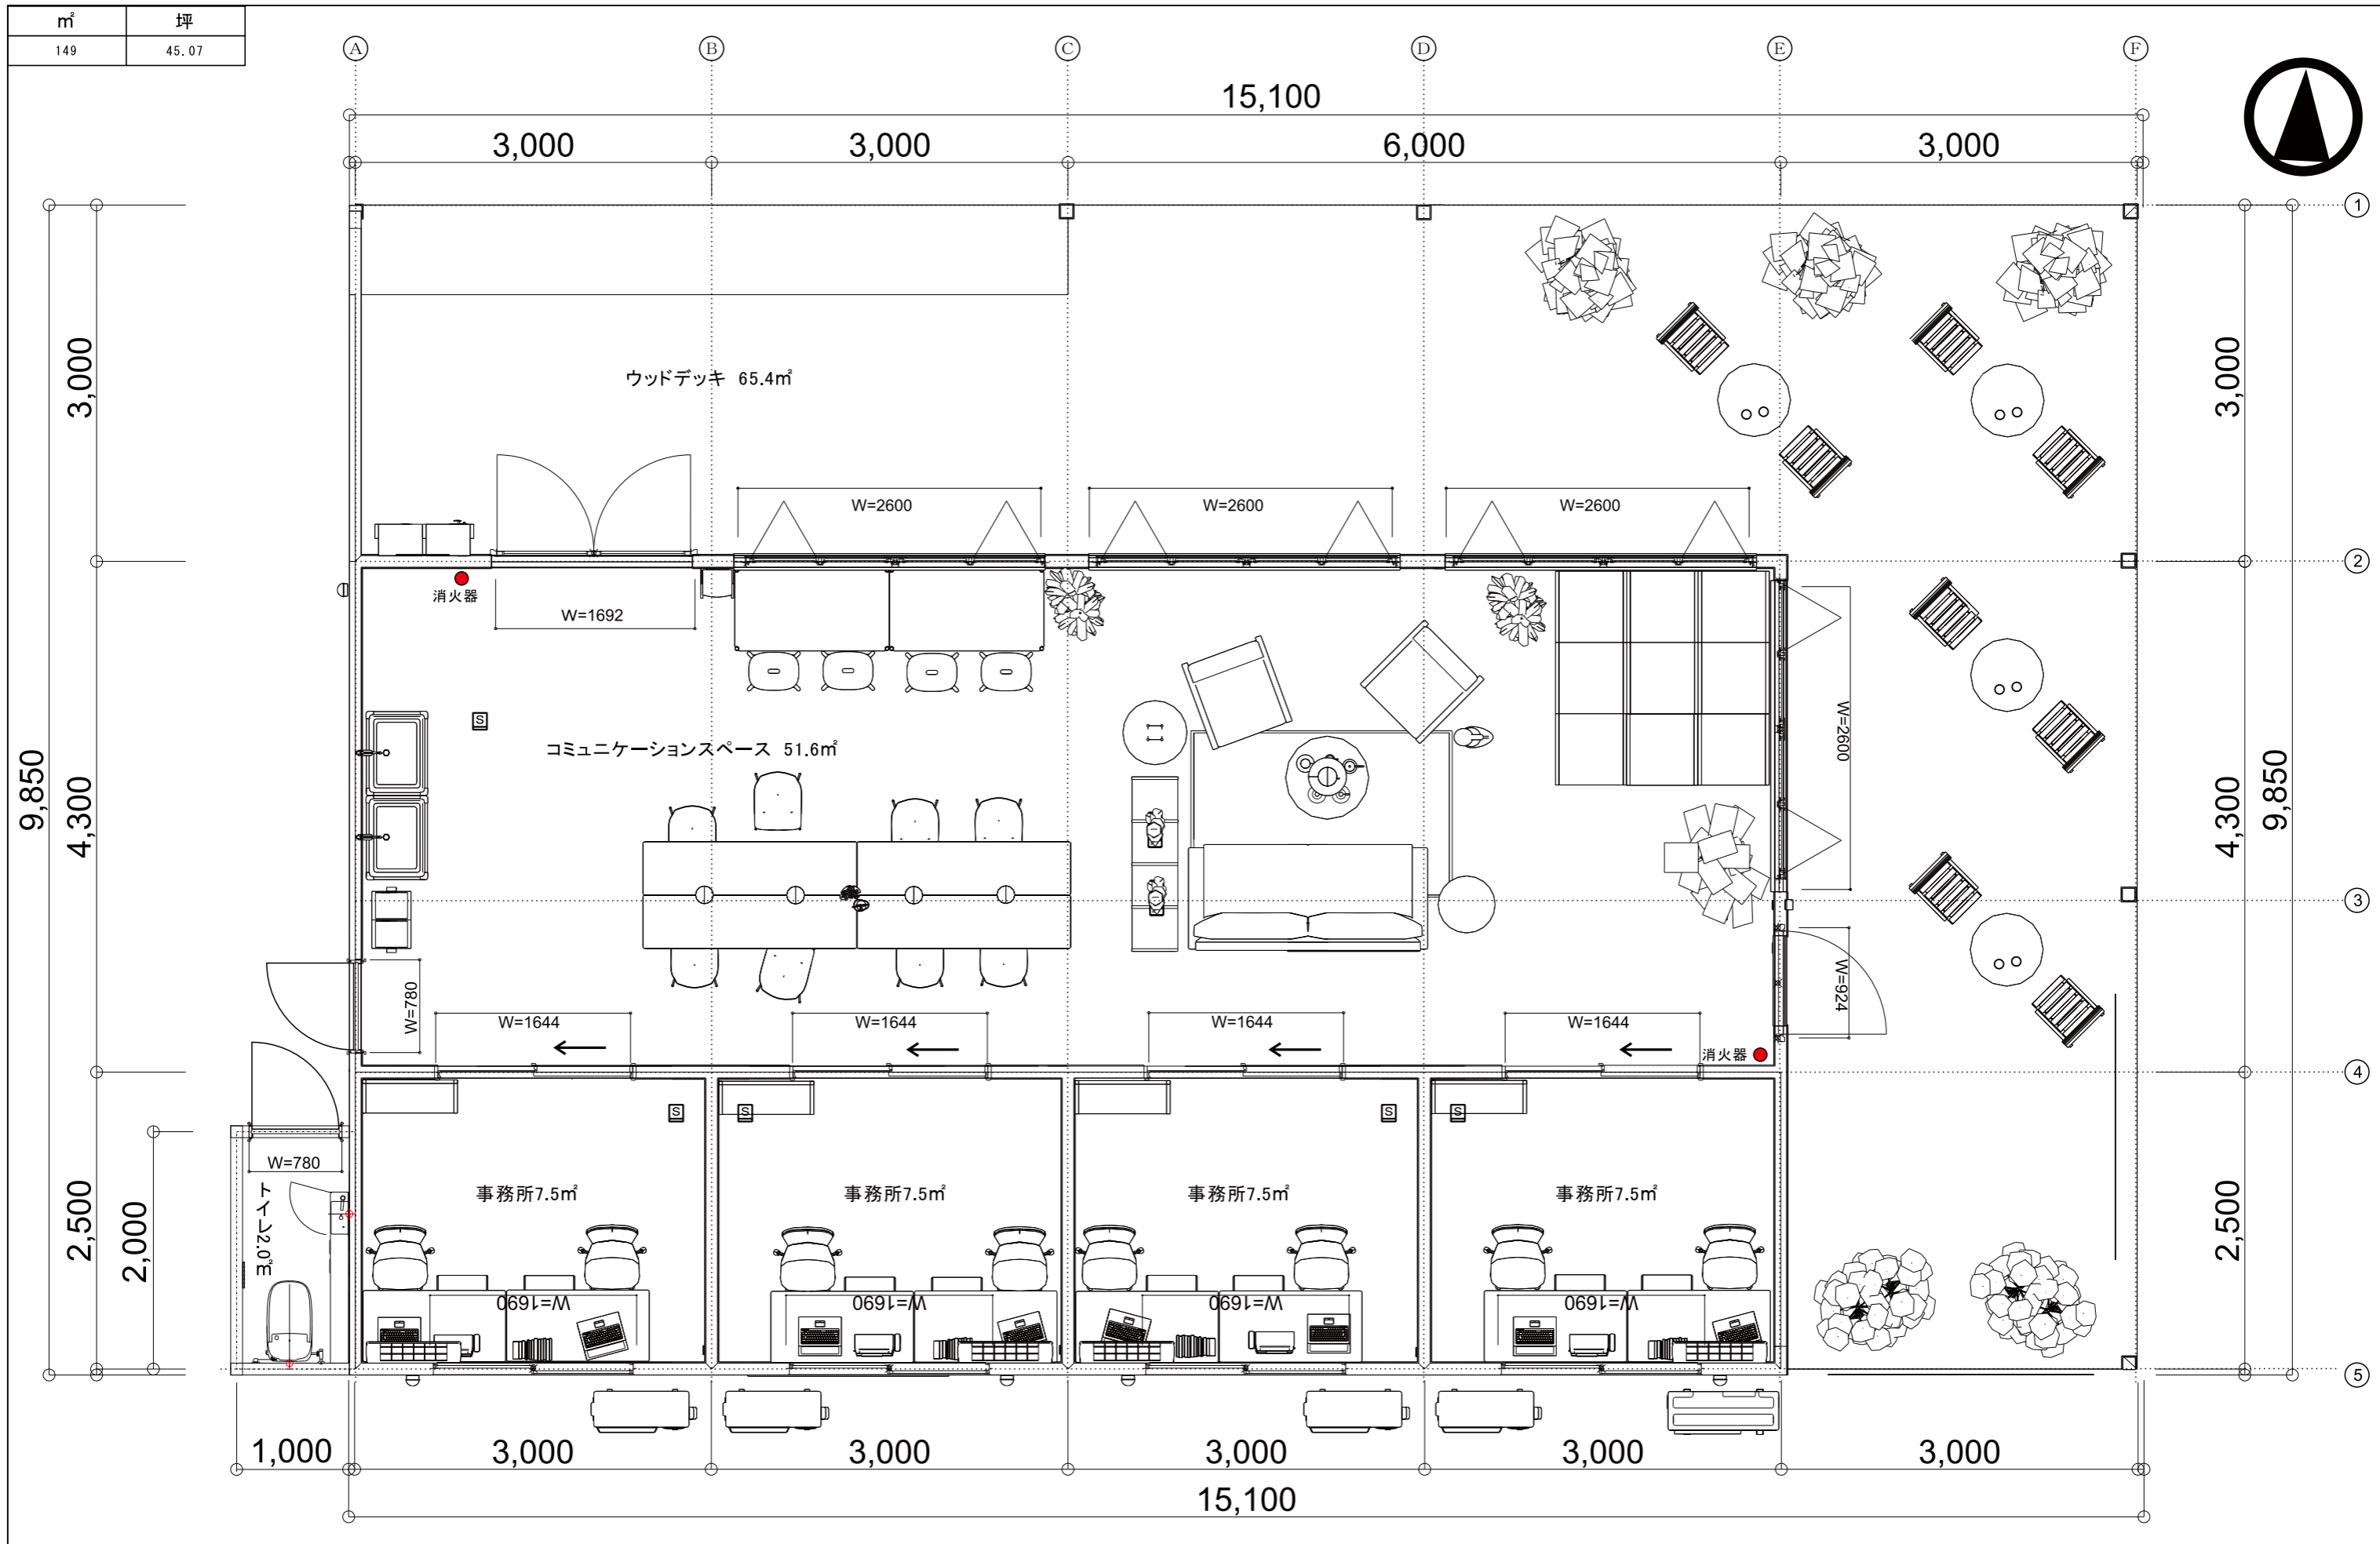 ㎡ 坪
149 45.07
A B C D E F
15,100
3,000 3,000 6,000 3,000
1
ウッドデッキ 65.4㎡
3,000
3,000
W=2600 W=2600 W=2600
2
消火器
W=1692
W=2600
コミュニケーションスペース 51.6㎡
S
9,850
4,300
4,300
9,850
3
W=780
W=924
W=1644 W=1644 W=1644 W=1644
消火器
4
S S S S
W=780
トイレ2.0㎡
事務所7.5㎡ 事務所7.5㎡ 事務所7.5㎡ 事務所7.5㎡
2,500
2,000
2,500
W=1690 W=1690 W=1690 W=1690
5
1,000 3,000 3,000 3,000 3,000 3,000
15,100